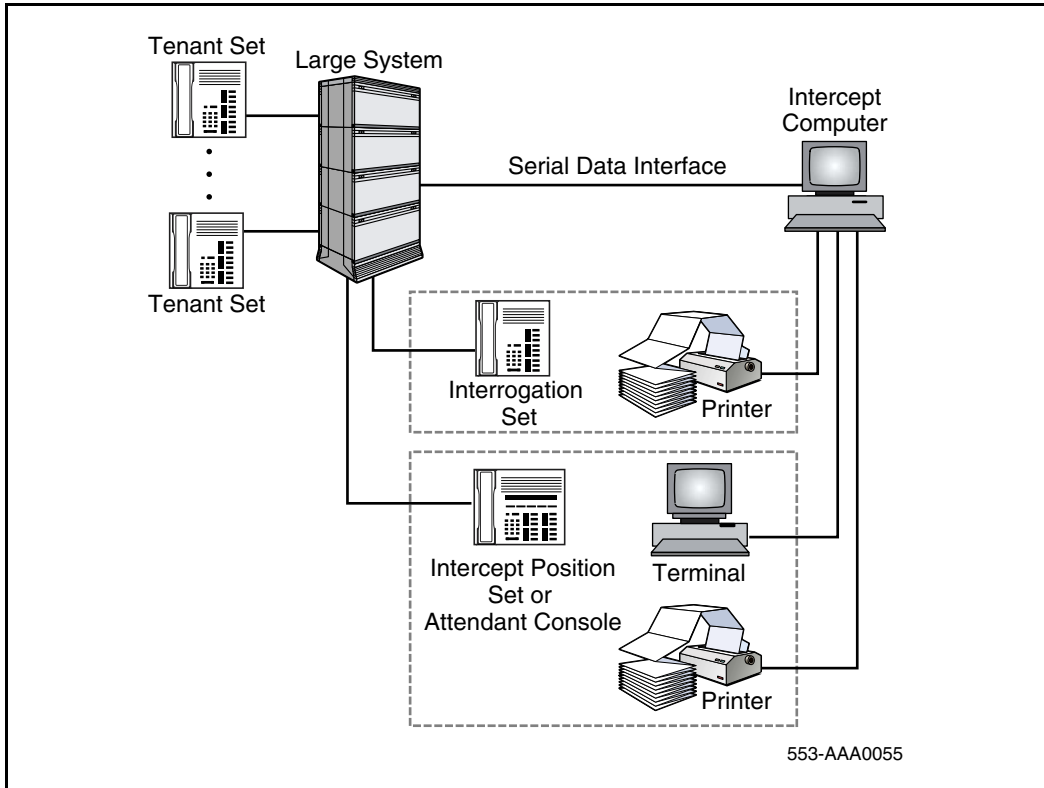 Tenant Set
Large System
Intercept
Computer
Serial Data Interface
Tenant Set
Interrogation
Set
Printer
Intercept Position
Set or
Attendant Console
Terminal
Printer
553-AAA0055